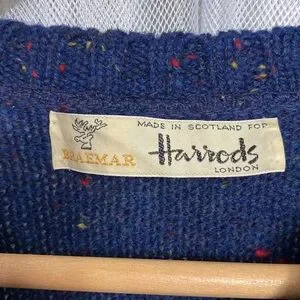 MADE IN SCOTLAND FOR
BRAEMAR
Harrods
LONDON